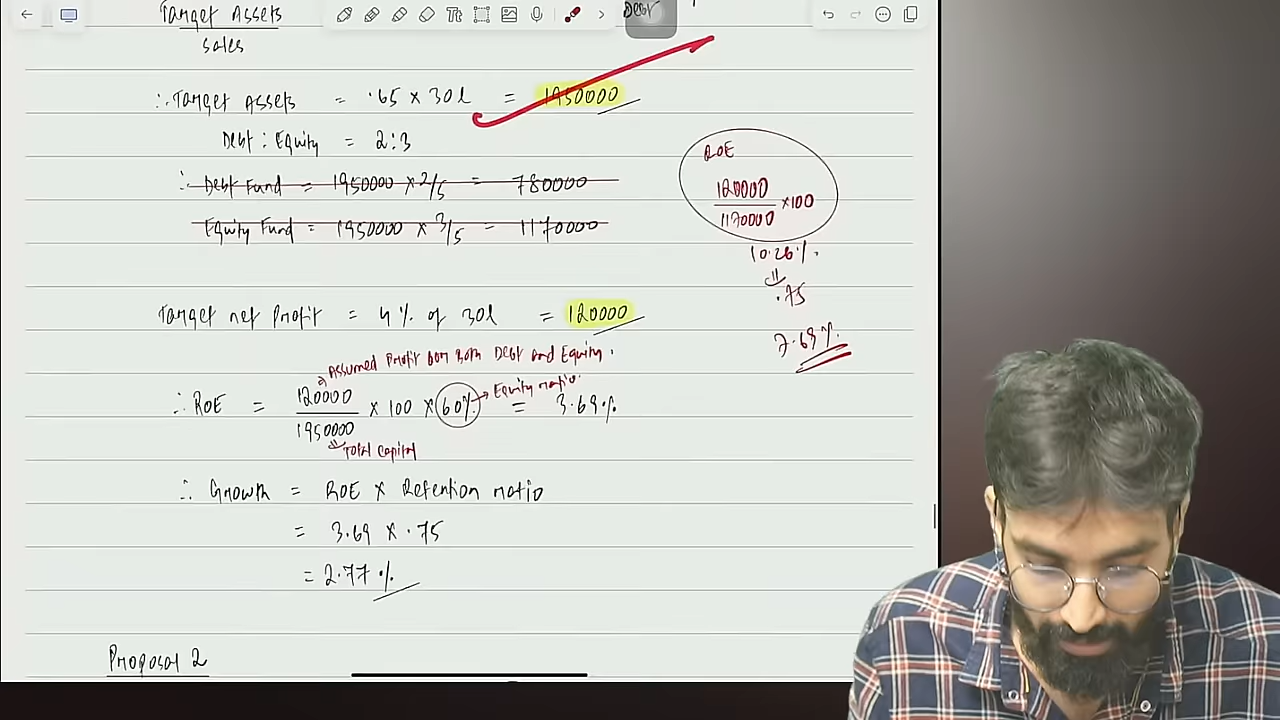 Target Assets
Sales
Debt
∴ Target Assets = .65 × 30l = 1950000
Debt : Equity = 2:3
∴ Debt Fund = 1950000 × 2/5 = 780000
Equity Fund = 1950000 × 3/5 = 1170000
ROE
120000
1170000
×100
10.26%.
.75
7.69%.
Target net Profit = 4% of 30l = 120000
Assumed Profit for both Debt and Equity.
∴ ROE = 120000 × 100 × 60% = 3.69%
1950000
Equity ratio.
Total Capital
∴ Growth = ROE × Retention ratio
= 3.69 × .75
= 2.77%
Proposal 2